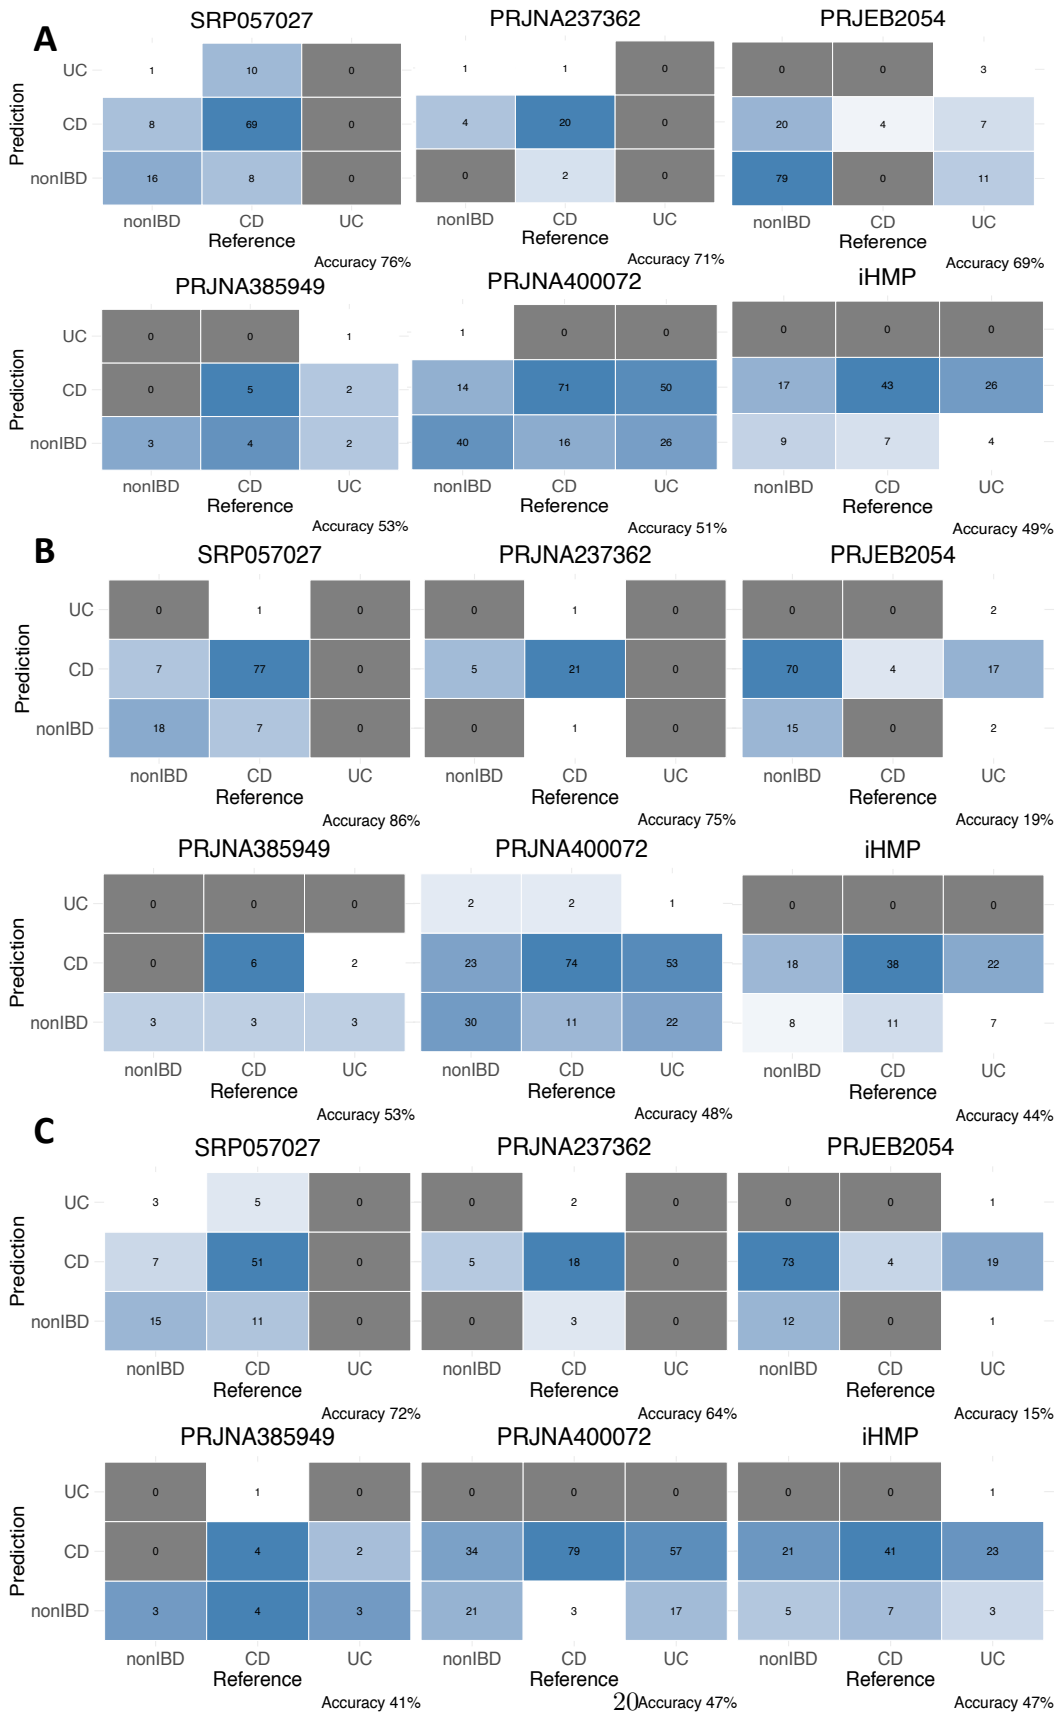 A
SRP057027 PRJNA237362 PRJEB2054
Prediction
UC 1 10 0 1 1 0 0 0 3
CD 8 69 0 4 20 0 20 4 7
nonIBD 16 8 0 0 2 0 79 0 11
nonIBD CD UC nonIBD CD UC nonIBD CD UC
Reference Reference Reference
Accuracy 76% Accuracy 71% Accuracy 69%
PRJNA385949 PRJNA400072 iHMP
Prediction
UC 0 0 1 1 0 0 0 0 0
CD 0 5 2 14 71 50 17 43 26
nonIBD 3 4 2 40 16 26 9 7 4
nonIBD CD UC nonIBD CD UC nonIBD CD UC
Reference Reference Reference
Accuracy 53% Accuracy 51% Accuracy 49%
B
SRP057027 PRJNA237362 PRJEB2054
Prediction
UC 0 1 0 0 1 0 0 0 2
CD 7 77 0 5 21 0 70 4 17
nonIBD 18 7 0 0 1 0 15 0 2
nonIBD CD UC nonIBD CD UC nonIBD CD UC
Reference Reference Reference
Accuracy 86% Accuracy 75% Accuracy 19%
PRJNA385949 PRJNA400072 iHMP
Prediction
UC 0 0 0 2 2 1 0 0 0
CD 0 6 2 23 74 53 18 38 22
nonIBD 3 3 3 30 11 22 8 11 7
nonIBD CD UC nonIBD CD UC nonIBD CD UC
Reference Reference Reference
Accuracy 53% Accuracy 48% Accuracy 44%
C
SRP057027 PRJNA237362 PRJEB2054
Prediction
UC 3 5 0 0 2 0 0 0 1
CD 7 51 0 5 18 0 73 4 19
nonIBD 15 11 0 0 3 0 12 0 1
nonIBD CD UC nonIBD CD UC nonIBD CD UC
Reference Reference Reference
Accuracy 72% Accuracy 64% Accuracy 15%
PRJNA385949 PRJNA400072 iHMP
Prediction
UC 0 1 0 0 0 0 0 0 1
CD 0 4 2 34 79 57 21 41 23
nonIBD 3 4 3 21 3 17 5 7 3
nonIBD CD UC nonIBD CD UC nonIBD CD UC
Reference Reference Reference
Accuracy 41% Accuracy 47% Accuracy 47%
20